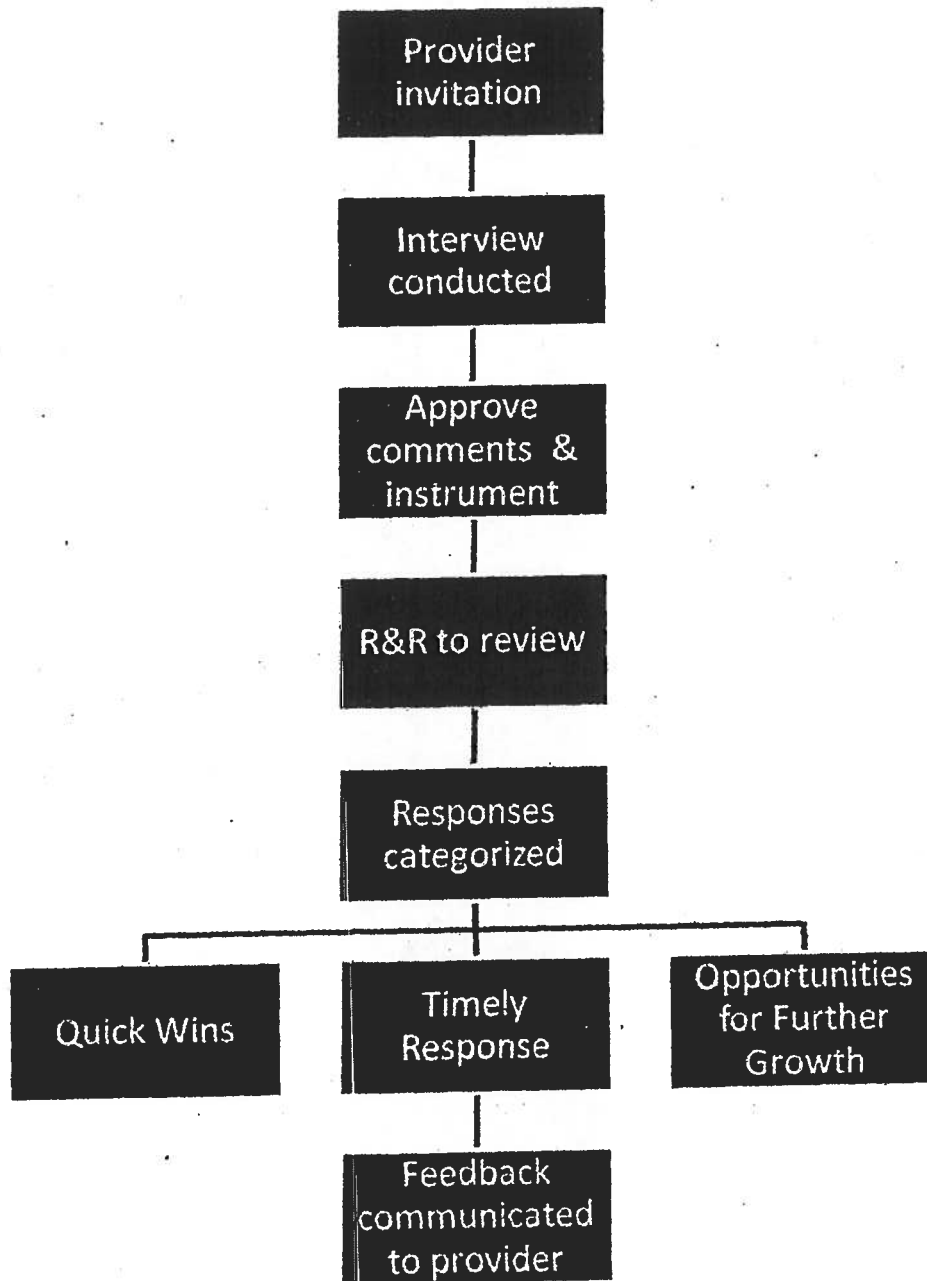 Provider
invitation
Interview
conducted
Approve
comments &
instrument
R&R to review
Responses
categorized
Quick Wins
Timely
Response
Opportunities
for Further
Growth
Feedback
communicated
to provider